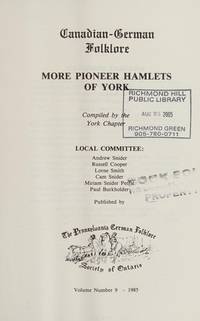 Canadian-German
Folklore
MORE PIONEER HAMLETS
OF YORK
RICHMOND HILL
PUBLIC LIBRARY
AUG 2005
RICHMOND GREEN
905-780-0711
Compiled by the
York Chapter
LOCAL COMMITTEE:
Andrew Snider
Russell Cooper
Lorne Smith
Cam Snider
Miriam Snider
Paul Burkholder
Published by
The Pennsylvania German Folklore
Society of Ontario
Volume Number 9 - 1985